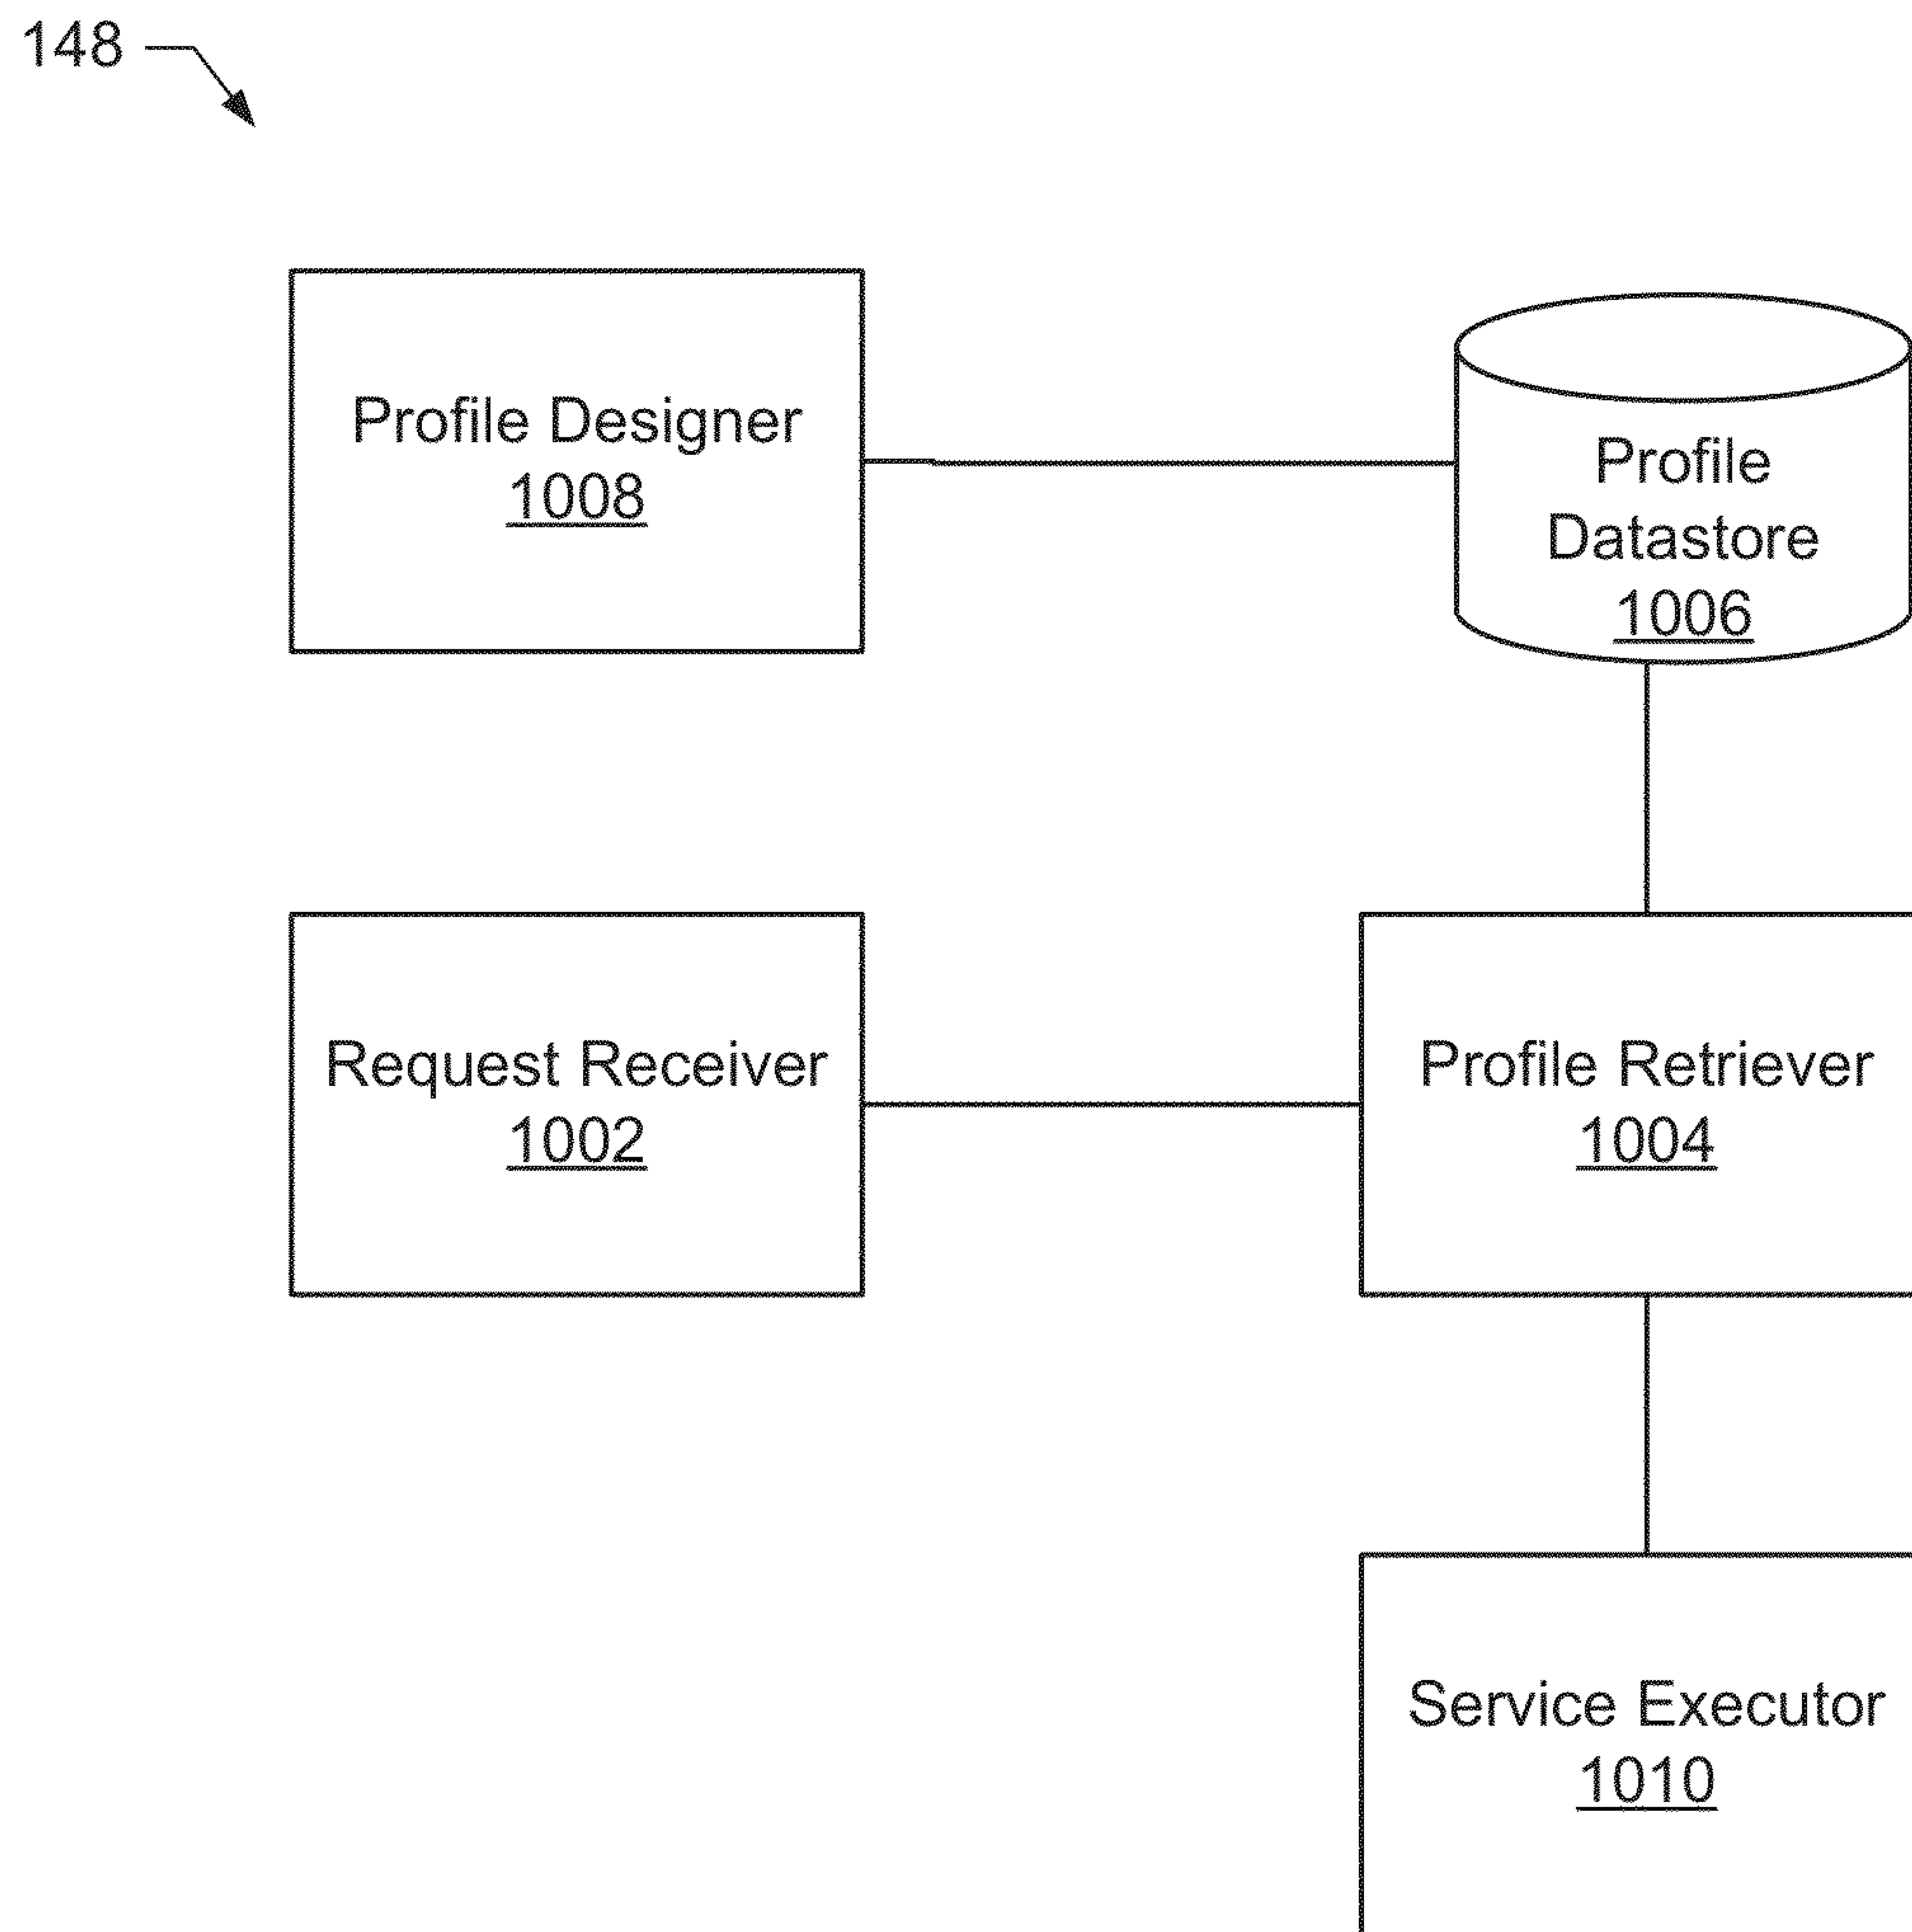 148
Profile Designer
1008
Profile
Datastore
1006
Request Receiver
1002
Profile Retriever
1004
Service Executor
1010